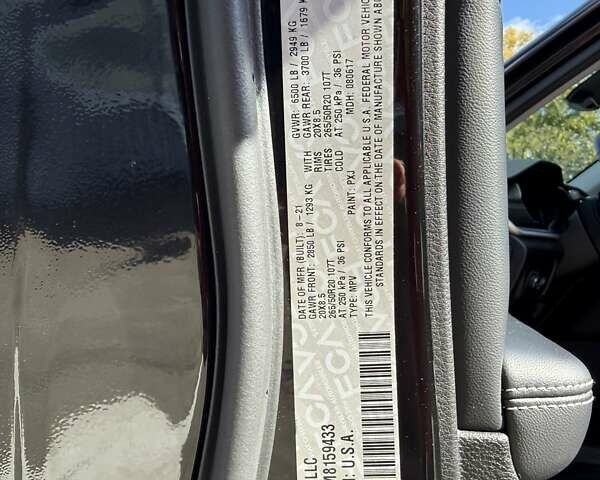 LLC
DATE OF MFR (BUILT): 8-21 GVWR: 6500 LB / 2949 KG
GAWR FRONT: 2850 LB / 1293 KG WITH GAWR REAR: 3700 LB / 1679 K
20X8.5 RIMS 20X8.5
265/50R20 107T TIRES 265/50R20 107T
AT 250 kPa / 36 PSI COLD AT 250 kPa / 36 PSI
8159433 TYPE: MPV PAINT: PXJ MDH: 080617
: U.S.A.
THIS VEHICLE CONFORMS TO ALL APPLICABLE U.S.A. FEDERAL MOTOR VEHIC
STANDARDS IN EFFECT ON THE DATE OF MANUFACTURE SHOWN ABO